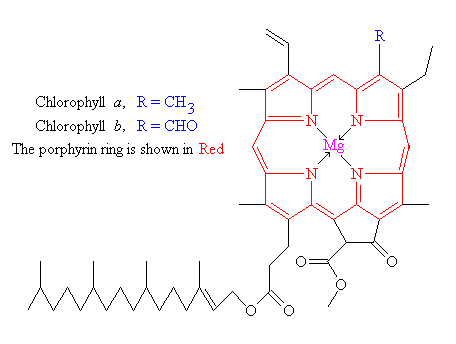 R
Chlorophyll a, R = CH3
Chlorophyll b, R = CHO
The porphyrin ring is shown in Red
N N
Mg
N N
O
O
O
O
O